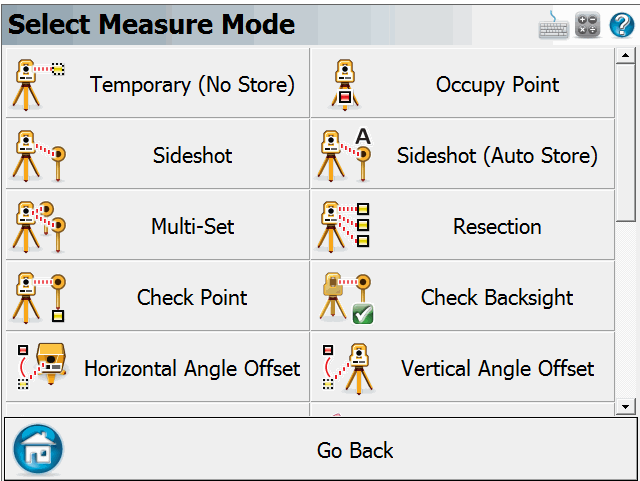 Select Measure Mode
Temporary (No Store)
Occupy Point
Sideshot
A
Sideshot (Auto Store)
Multi-Set
Resection
Check Point
Check Backsight
Horizontal Angle Offset
Vertical Angle Offset
Go Back